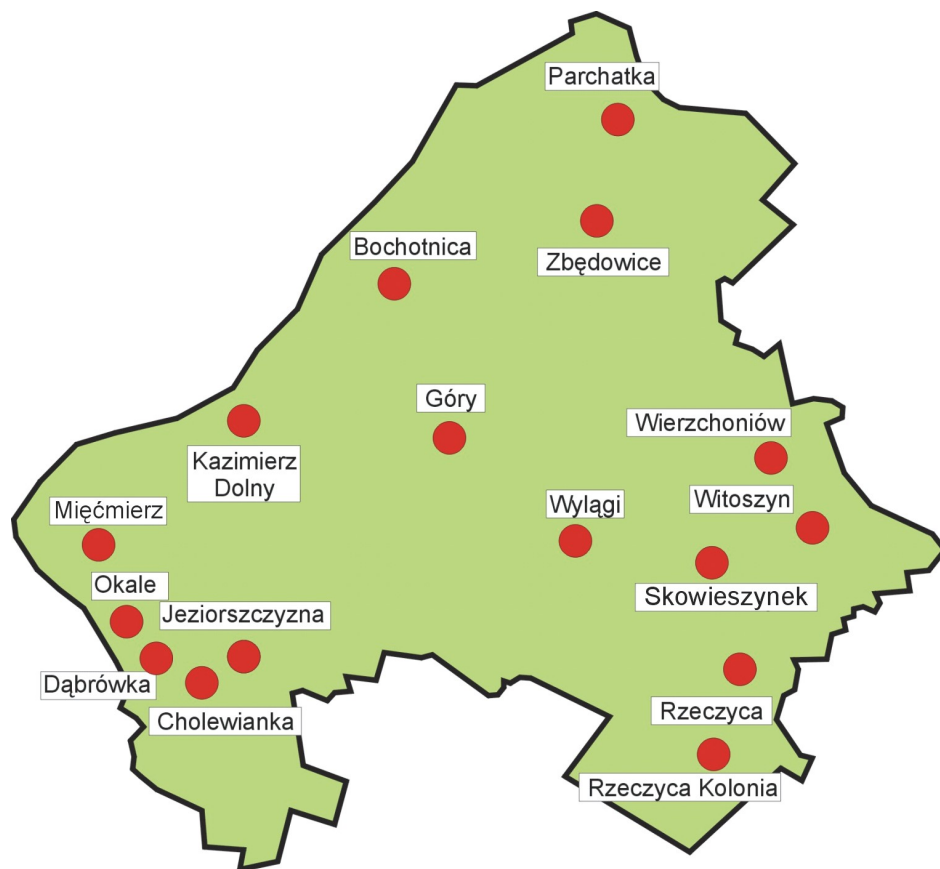 Parchatka
Bochotnica
Zbędowice
Góry
Wierzchoniów
Kazimierz
Dolny
Witoszyn
Wylągi
Mięćmierz
Okale
Skowieszynek
Jeziorszczyzna
Dąbrówka
Rzeczyca
Cholewianka
Rzeczyca Kolonia